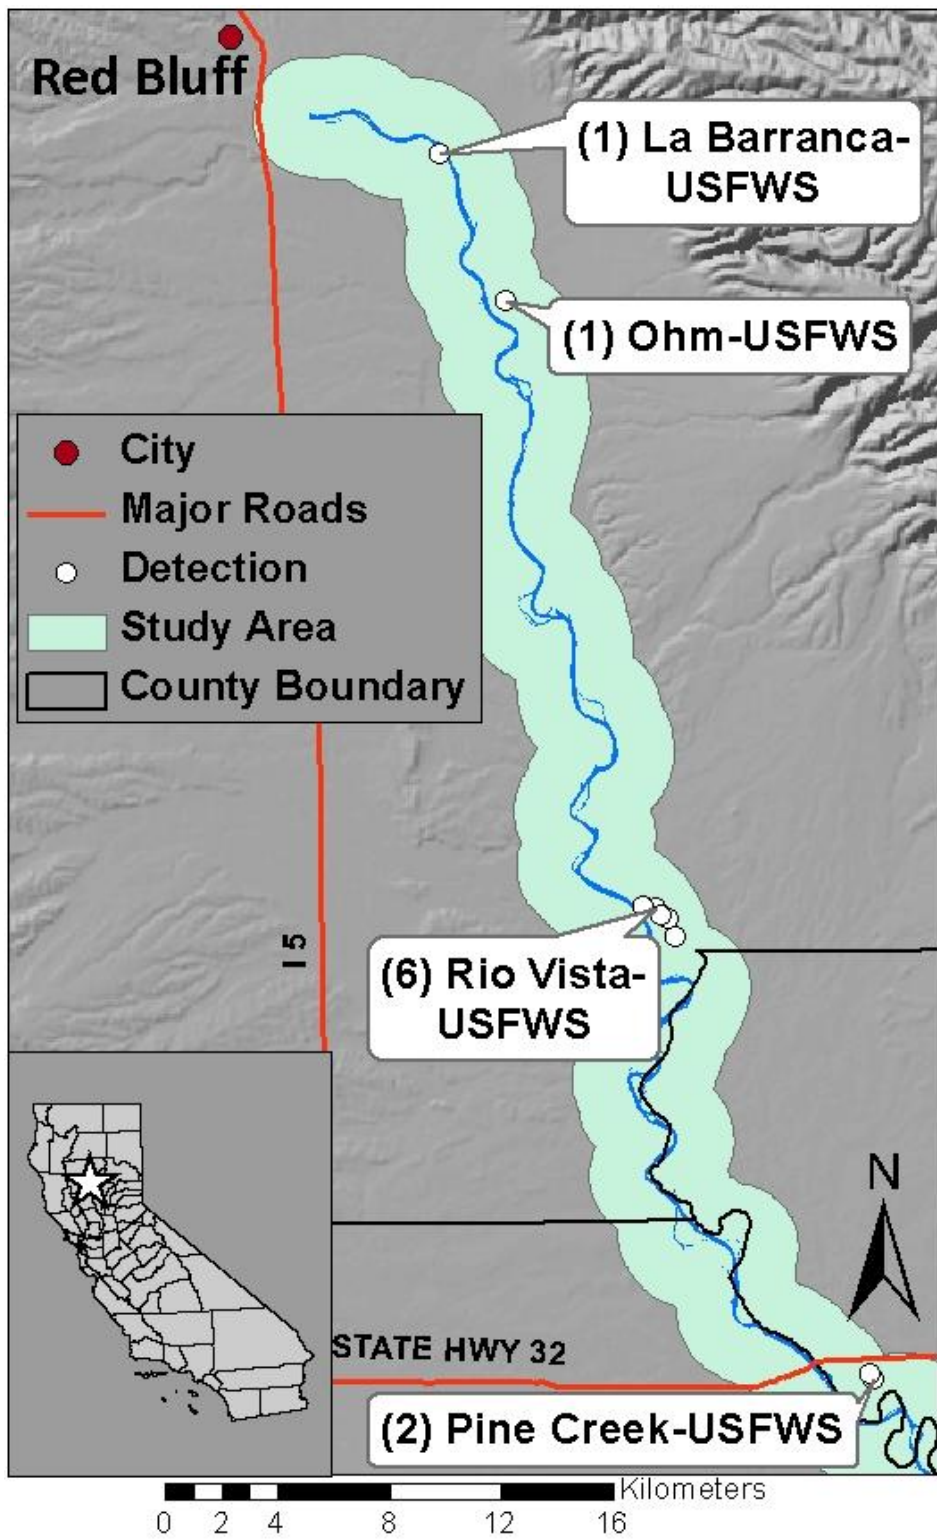 Red Bluff
(1) La Barranca-
USFWS
(1) Ohm-USFWS
City
Major Roads
Detection
Study Area
County Boundary
I 5
(6) Rio Vista-
USFWS
N
STATE HWY 32
(2) Pine Creek-USFWS
Kilometers
0 2 4 8 12 16